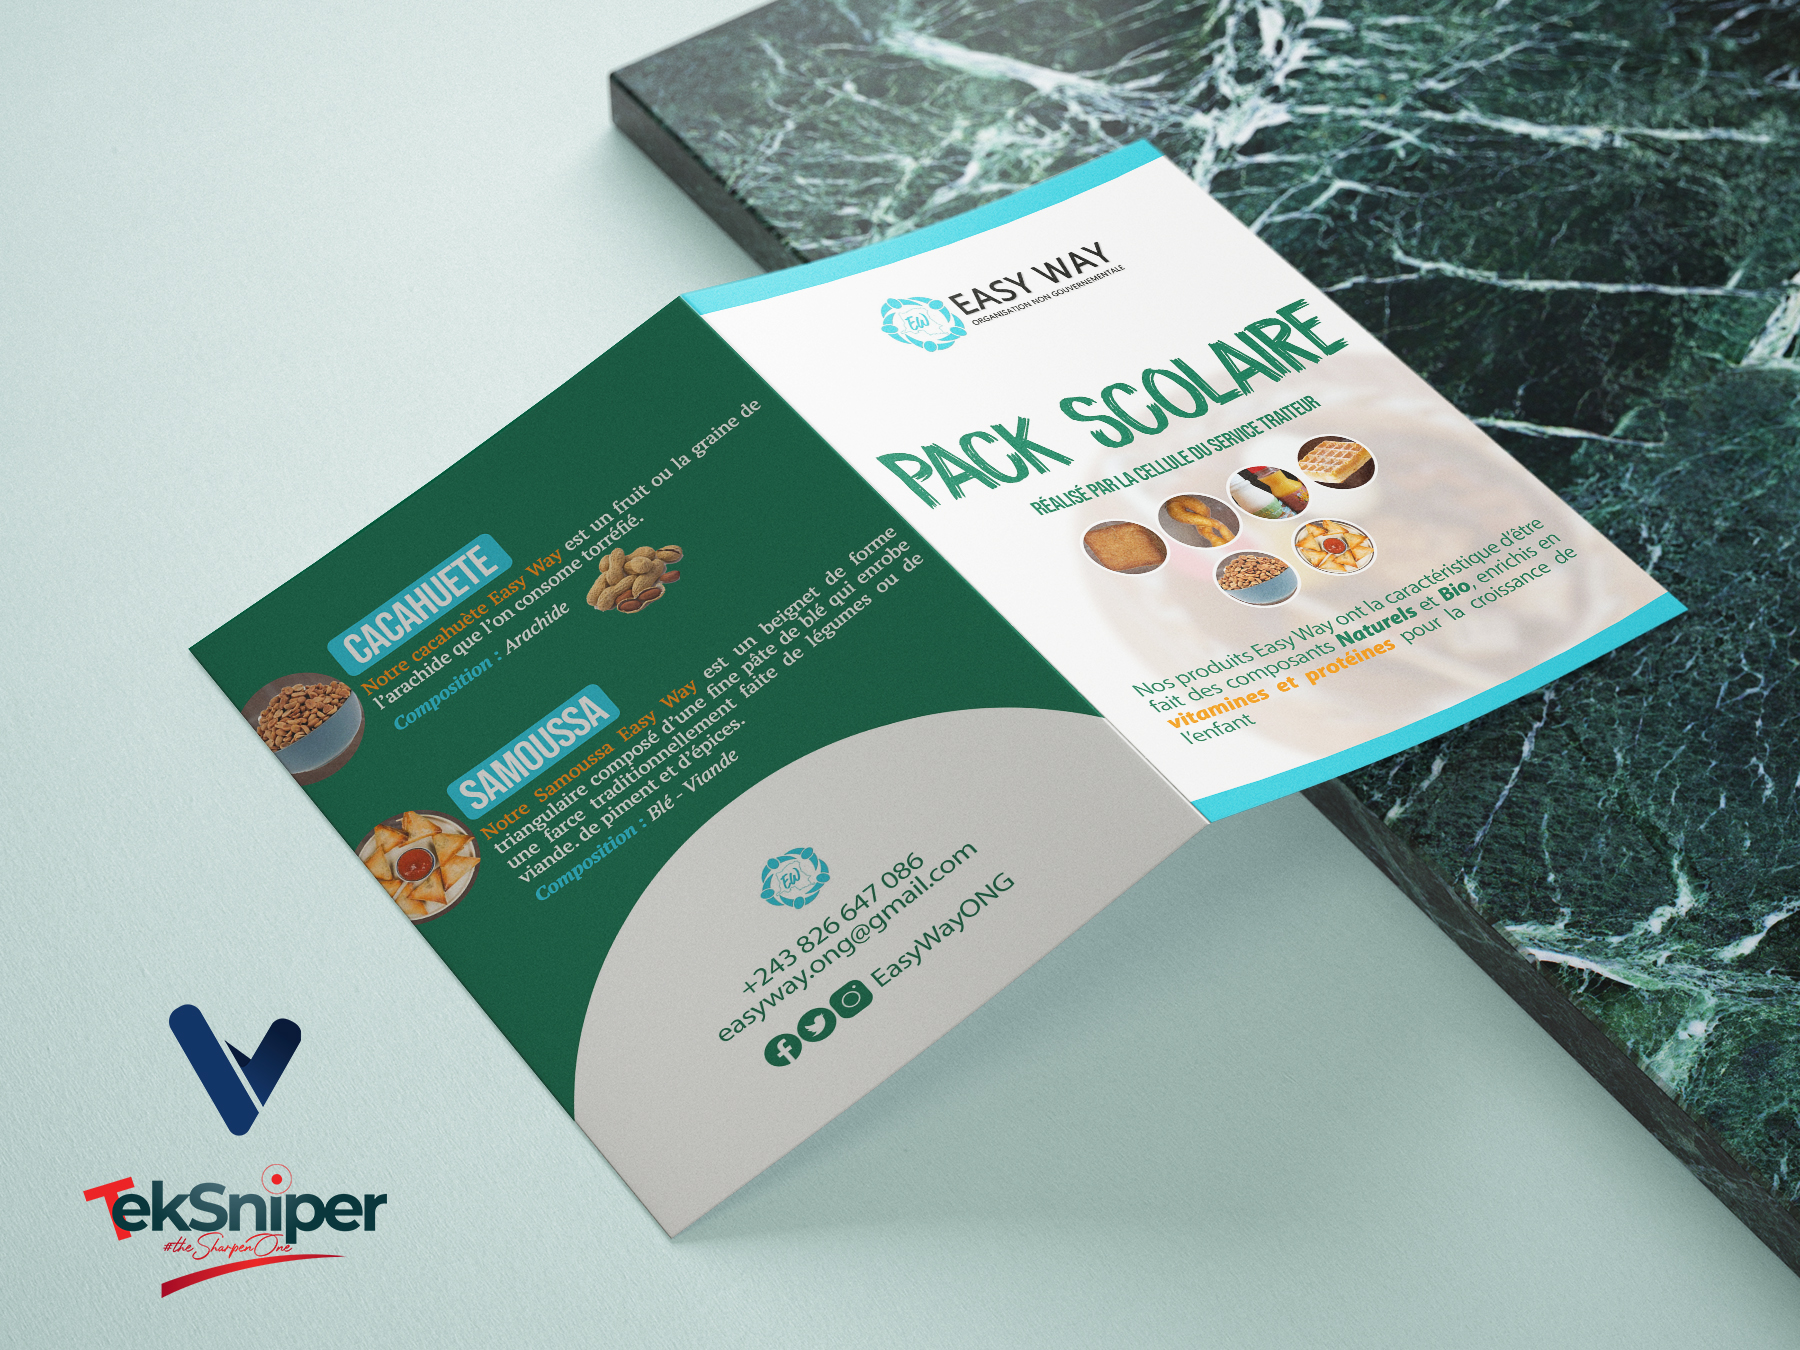 EASY WAY
ORGANISATION NON GOUVERNEMENTALE
EW
PACK SCOLAIRE
RÉALISÉ PAR LA CELLULE DU SERVICE TRAITEUR
Nos produits Easy Way ont la caractéristique d'être
fait des composants Naturels et Bio, enrichis en
vitamines et protéines pour la croissance de
l'enfant
CACAHUETE
Notre cacahuète Easy Way est un fruit ou la graine de
l'arachide que l'on consome torréfié.
Composition : Arachide
SAMOUSSA
Notre Samoussa Easy Way est un beignet de forme
triangulaire composé d'une fine pâte de blé qui enrobe
une farce traditionnellement faite de légumes ou de
viande. de piment et d'épices.
Composition : Blé - Viande
EW
+243 826 647 086
easyway.ong@gmail.com
EasyWayONG
TekSniper
#theSharpenOne